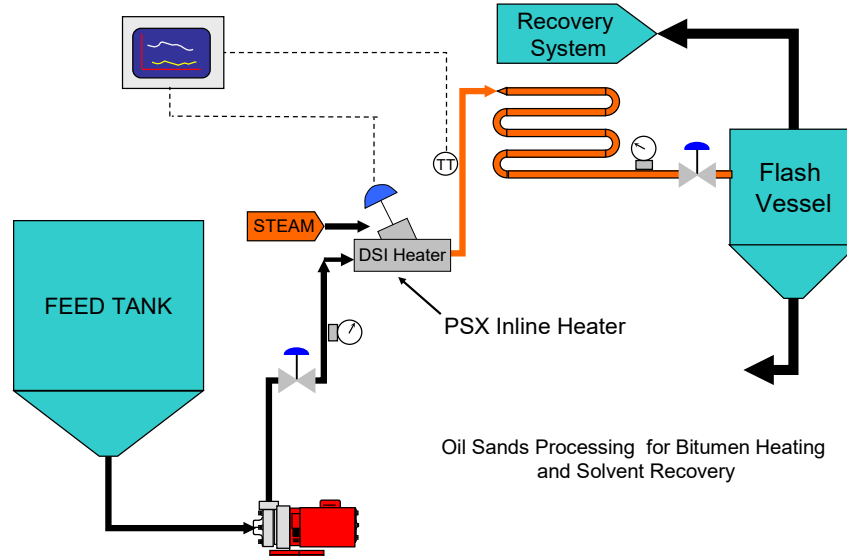 Recovery
System
TT
Flash
Vessel
STEAM
DSI Heater
FEED TANK
PSX Inline Heater
Oil Sands Processing for Bitumen Heating
and Solvent Recovery